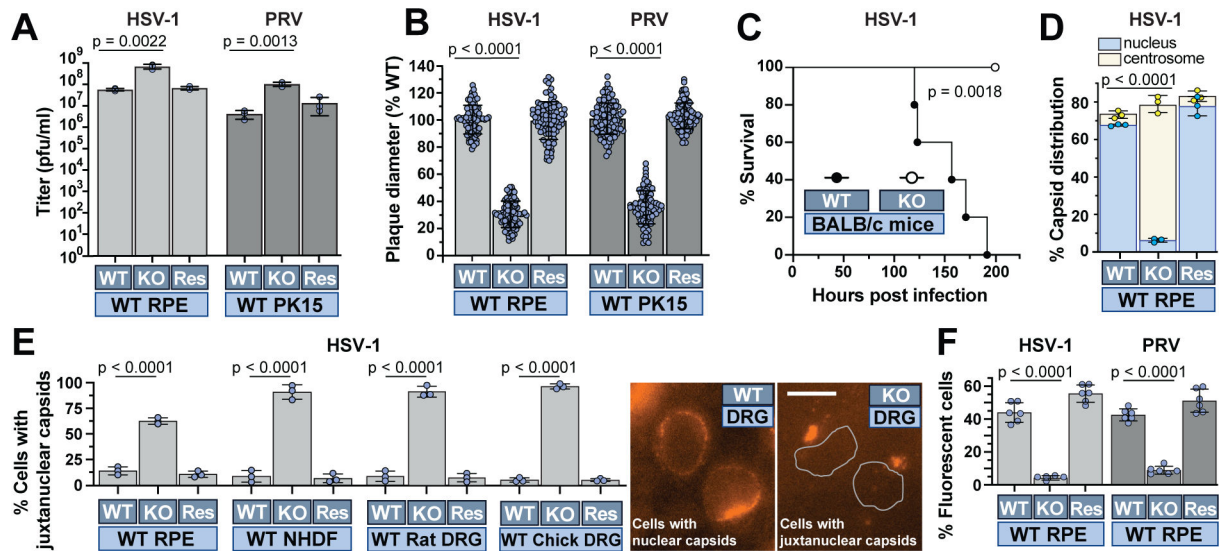 A
HSV-1
PRV
p = 0.0022
p = 0.0013
Titer (pfu/ml)
10⁹
10⁸
10⁷
10⁶
10⁵
10⁴
10³
10²
10¹
10⁰
WT KO Res
WT KO Res
WT RPE
WT PK15
B
HSV-1
PRV
p < 0.0001
p < 0.0001
Plaque diameter (% WT)
140
120
100
80
60
40
20
0
WT KO Res
WT KO Res
WT RPE
WT PK15
C
HSV-1
p = 0.0018
% Survival
100
80
60
40
20
0
WT KO
BALB/c mice
0 50 100 150 200
Hours post infection
D
HSV-1
nucleus
centrosome
p < 0.0001
% Capsid distribution
80
60
40
20
0
WT KO Res
WT RPE
E
HSV-1
p < 0.0001
p < 0.0001
p < 0.0001
p < 0.0001
% Cells with
juxtanuclear capsids
100
75
50
25
0
WT KO Res
WT KO Res
WT KO Res
WT KO Res
WT RPE
WT NHDF
WT Rat DRG
WT Chick DRG
WT
DRG
Cells with
nuclear capsids
KO
DRG
Cells with
juxtanuclear capsids
F
HSV-1
PRV
p < 0.0001
p < 0.0001
% Fluorescent cells
60
40
20
0
WT KO Res
WT KO Res
WT RPE
WT RPE